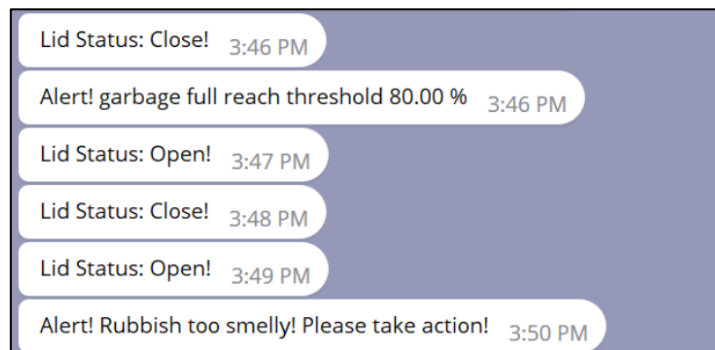 Lid Status: Close! 3:46 PM
Alert! garbage full reach threshold 80.00 % 3:46 PM
Lid Status: Open! 3:47 PM
Lid Status: Close! 3:48 PM
Lid Status: Open! 3:49 PM
Alert! Rubbish too smelly! Please take action! 3:50 PM